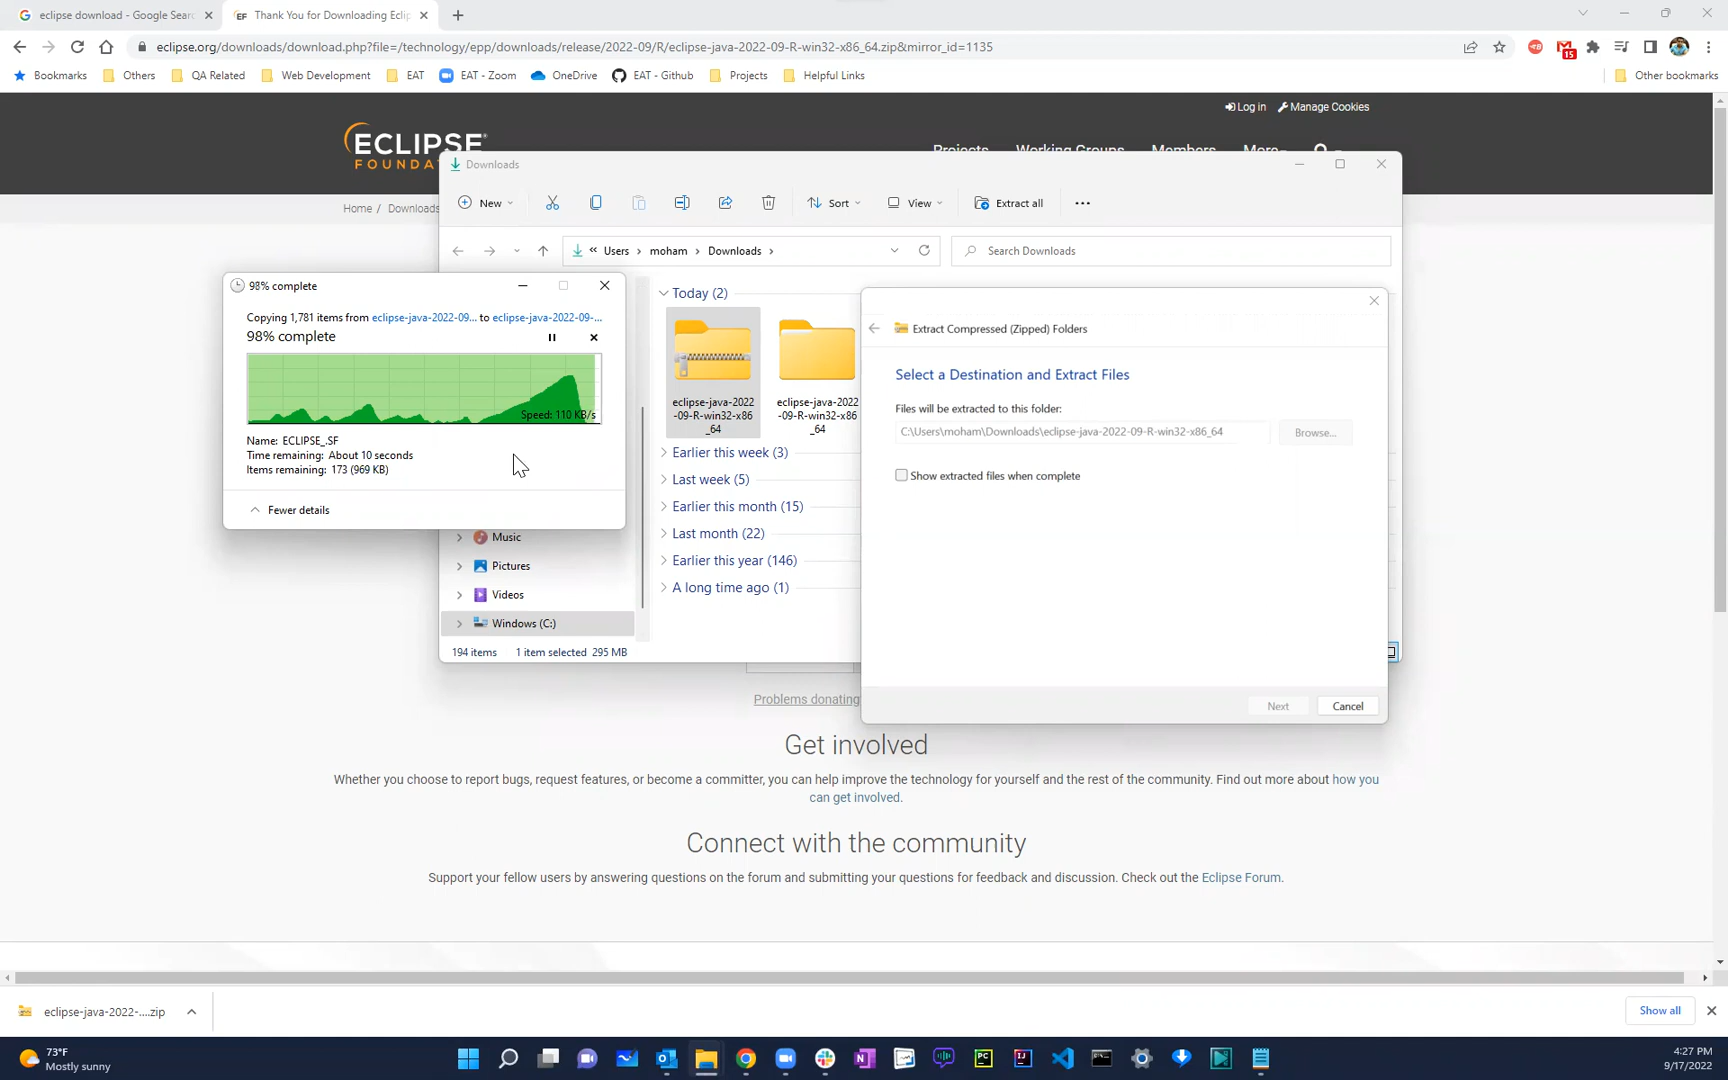 eclipse download - Google Sear
Thank You for Downloading Ecli
eclipse.org/downloads/download.php?file=/technology/epp/downloads/release/2022-09/R/eclipse-java-2022-09-R-win32-x86_64.zip&mirror_id=1135
15
Bookmarks
Others
QA Related
Web Development
EAT
EAT - Zoom
OneDrive
EAT - Github
Projects
Helpful Links
Other bookmarks
Log in
Manage Cookies
ECLIPSE
FOUNDA
Projects
Working Groups
Members
More
Home / Downloads
Downloads
New
Sort
View
Extract all
« Users > moham > Downloads >
Search Downloads
98% complete
Copying 1,781 items from eclipse-java-2022-09... to eclipse-java-2022-09-...
98% complete
Speed: 110 KB/s
Name: ECLIPSE_.SF
Time remaining: About 10 seconds
Items remaining: 173 (969 KB)
Fewer details
Today (2)
eclipse-java-2022
-09-R-win32-x86
_64
eclipse-java-2022
-09-R-win32-x86
_64
Earlier this week (3)
Last week (5)
Earlier this month (15)
Last month (22)
Earlier this year (146)
A long time ago (1)
Music
Pictures
Videos
Windows (C:)
194 items
1 item selected 295 MB
Extract Compressed (Zipped) Folders
Select a Destination and Extract Files
Files will be extracted to this folder:
C:\Users\moham\Downloads\eclipse-java-2022-09-R-win32-x86_64
Browse...
Show extracted files when complete
Next
Cancel
Problems donating
Get involved
Whether you choose to report bugs, request features, or become a committer, you can help improve the technology for yourself and the rest of the community. Find out more about how you
can get involved.
Connect with the community
Support your fellow users by answering questions on the forum and submitting your questions for feedback and discussion. Check out the Eclipse Forum.
eclipse-java-2022-....zip
Show all
73°F
Mostly sunny
4:27 PM
9/17/2022